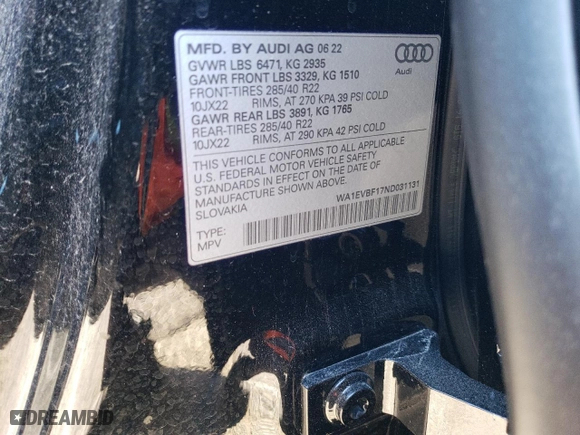 MFD. BY AUDI AG 06 22
GVWR LBS 6471, KG 2935
GAWR FRONT LBS 3329, KG 1510
FRONT-TIRES 285/40 R22
10JX22 RIMS, AT 270 KPA 39 PSI COLD
GAWR REAR LBS 3891, KG 1765
REAR-TIRES 285/40 R22
10JX22 RIMS, AT 290 KPA 42 PSI COLD
THIS VEHICLE CONFORMS TO ALL APPLICABLE
U.S. FEDERAL MOTOR VEHICLE SAFETY
STANDARDS IN EFFECT ON THE DATE OF
MANUFACTURE SHOWN ABOVE. MADE IN
SLOVAKIA
Audi
WA1EVBF17ND031131
TYPE:
MPV
DREAMBID